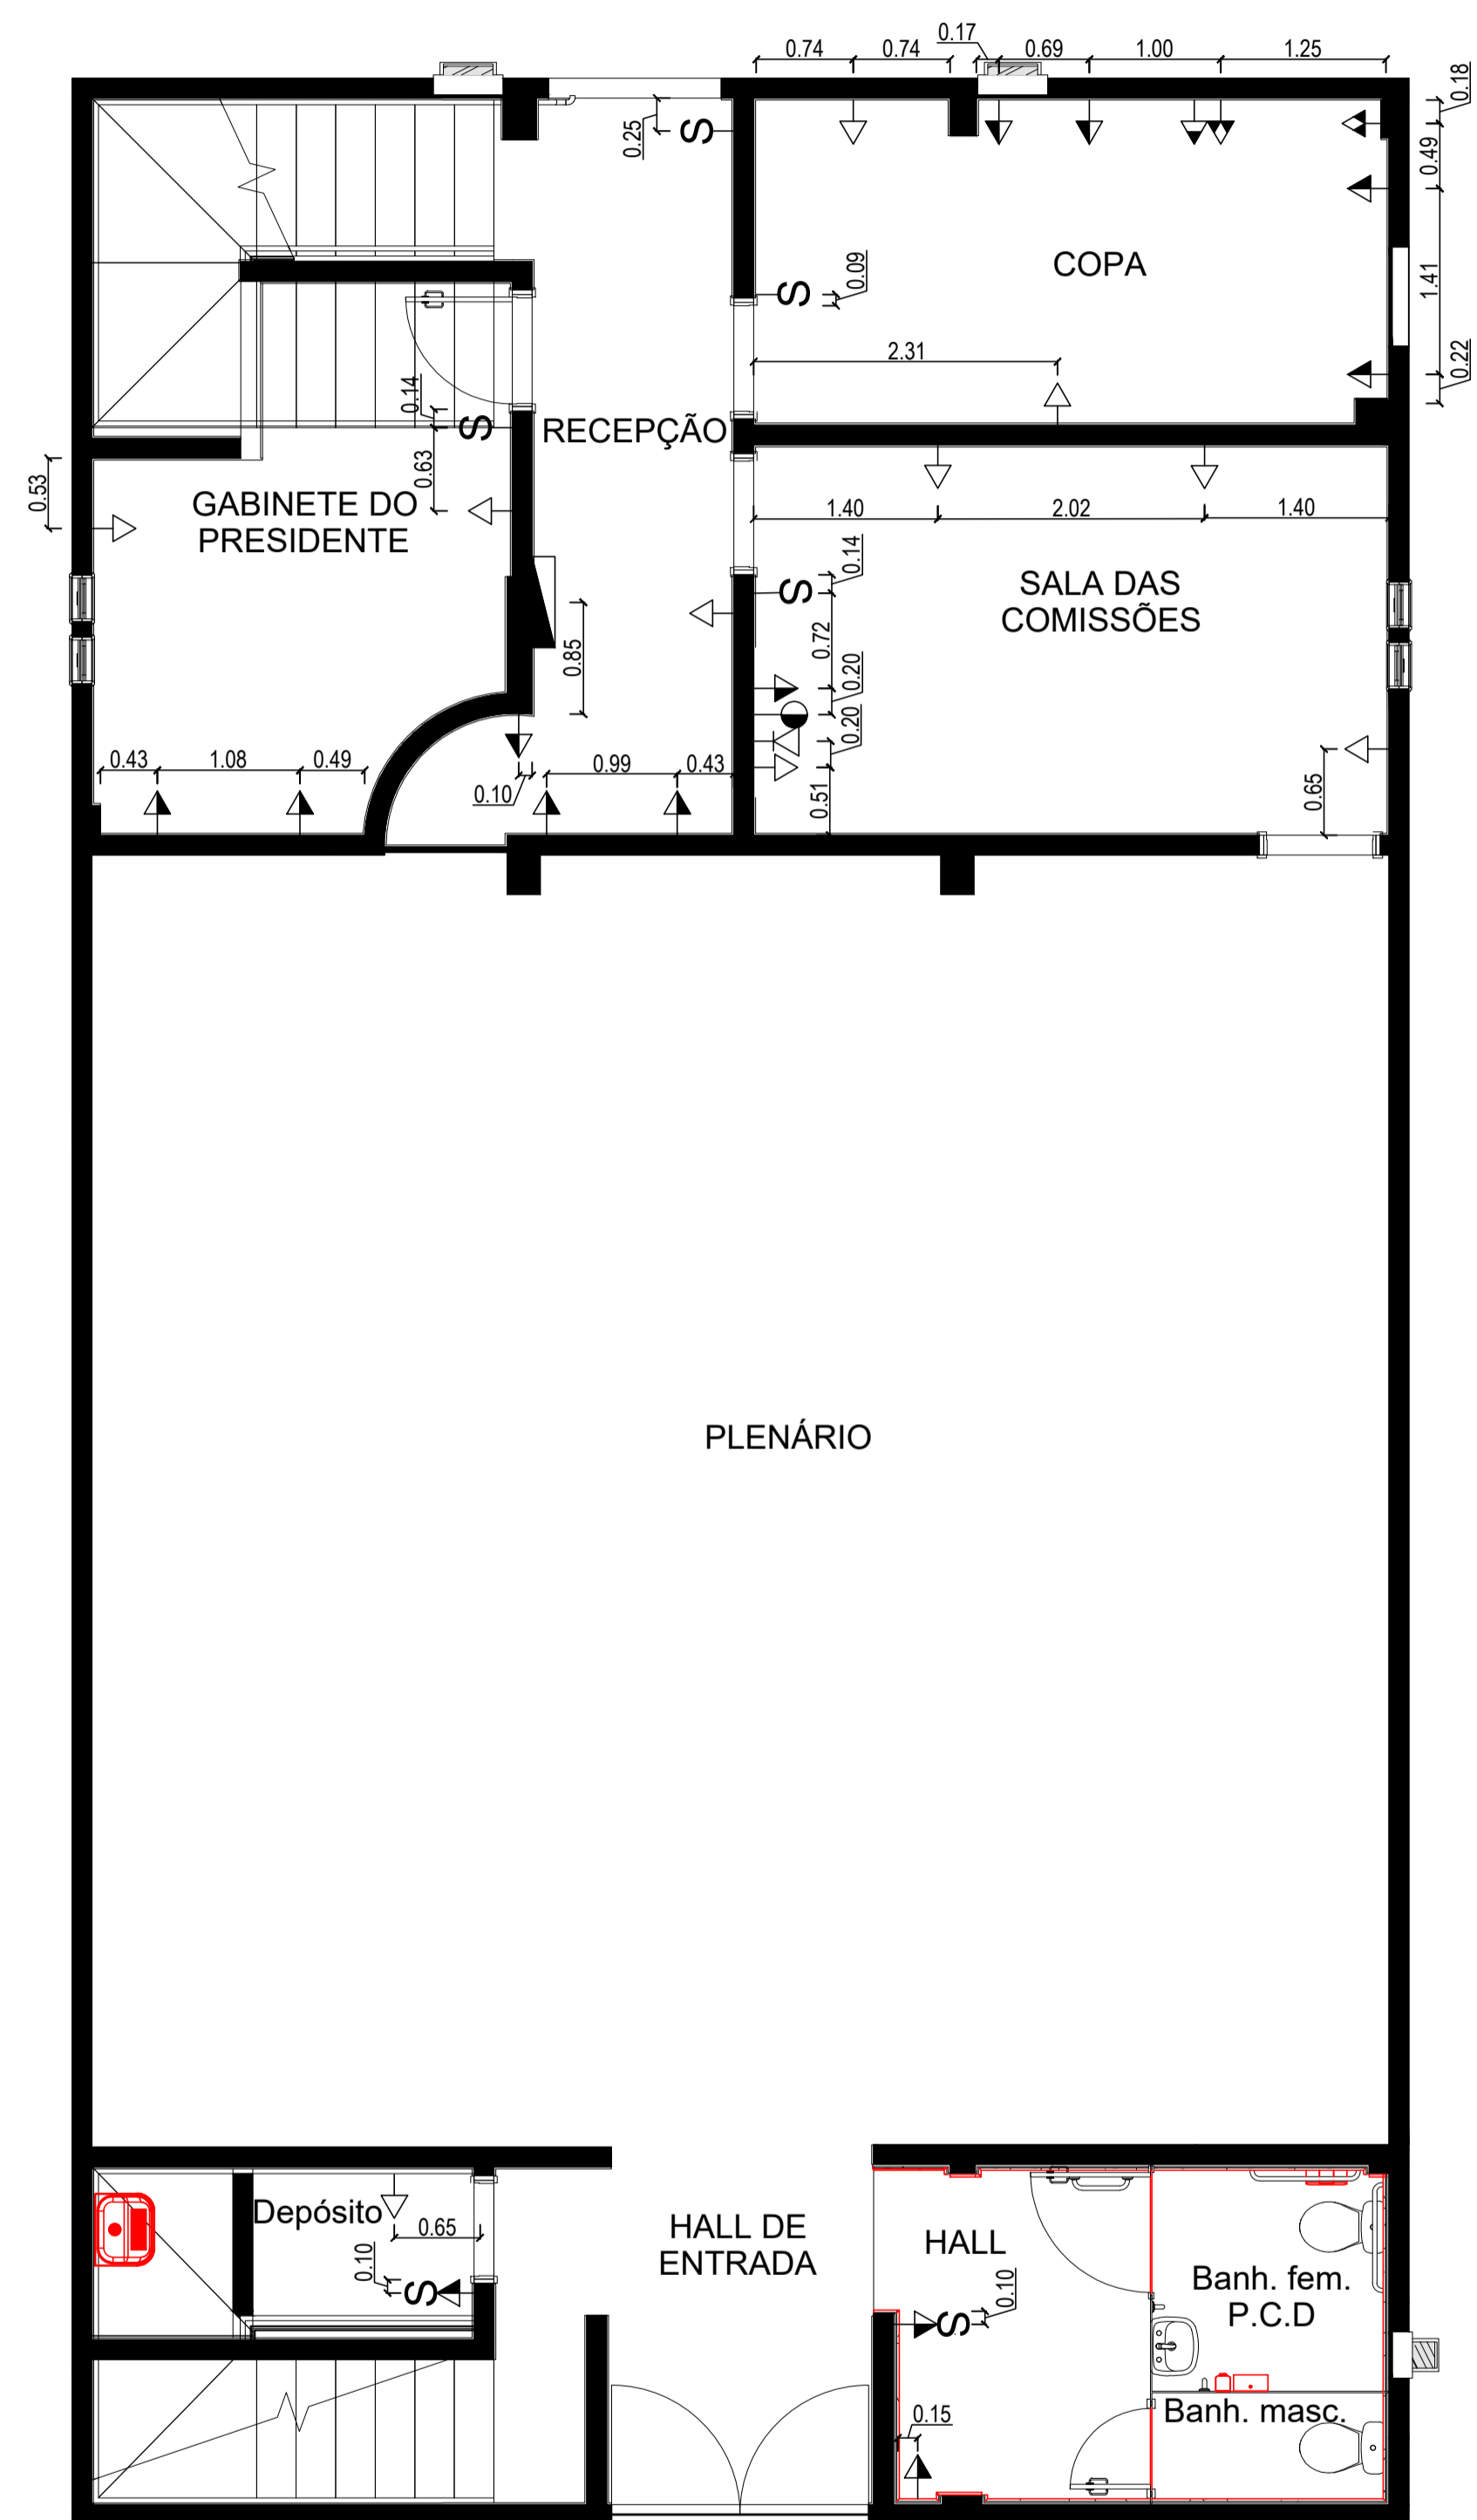 0.74
0.74
0.17
0.69
1.00
1.25
0.18
0.25
S
0.49
COPA
S
0.09
1.41
2.31
0.22
0.14
S
RECEPÇÃO
0.63
0.53
GABINETE DO
PRESIDENTE
1.40
2.02
1.40
0.14
S
SALA DAS
COMISSÕES
0.72
0.85
0.20
0.20
0.43
1.08
0.49
0.10
0.99
0.43
0.51
0.65
PLENÁRIO
Depósito
0.65
0.10
S
HALL DE
ENTRADA
HALL
0.10
S
Banh. fem.
P.C.D
Banh. masc.
0.15